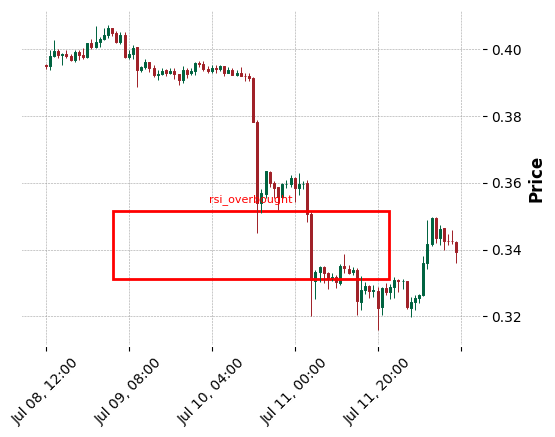 0.40
0.38
rsi_overbought
0.36
0.34
0.32
Price
Jul 08, 12:00
Jul 09, 08:00
Jul 10, 04:00
Jul 11, 00:00
Jul 11, 20:00